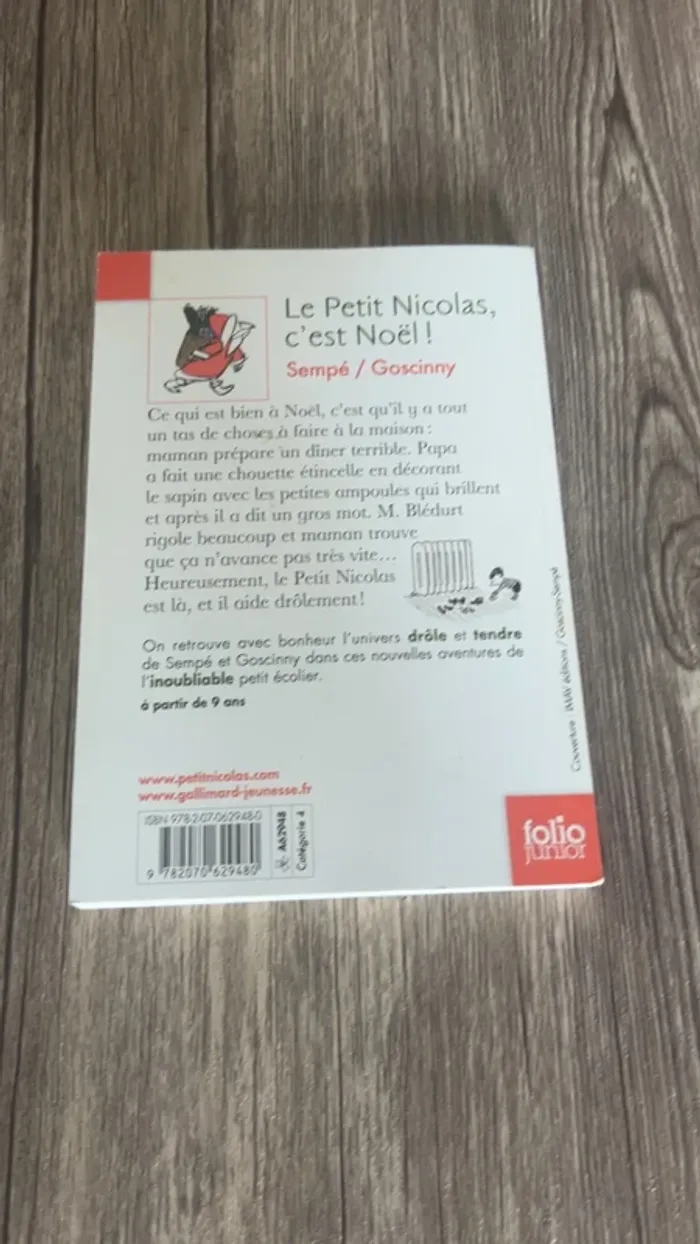 Le Petit Nicolas,
c'est Noël !
Sempé / Goscinny
Ce qui est bien à Noël, c'est qu'il y a tout
un tas de choses à faire à la maison :
maman prépare un dîner terrible. Papa
a fait une chouette étincelle en décorant
le sapin avec les petites ampoules qui brillent
et après il a dit un gros mot. M. Blédurt
rigole beaucoup et maman trouve
que ça n'avance pas très vite...
Heureusement, le Petit Nicolas
est là, et il aide drôlement !
On retrouve avec bonheur l'univers drôle et tendre
de Sempé et Goscinny dans ces nouvelles aventures de
l'inoubliable petit écolier.
à partir de 9 ans
www.petitnicolas.com
www.gallimard-jeunesse.fr
ISBN 978-2-07-062948-0
9 782070 629480
A62948
Catégorie 4
folio
junior
Couverture : IMAV éditions / Goscinny-Sempé